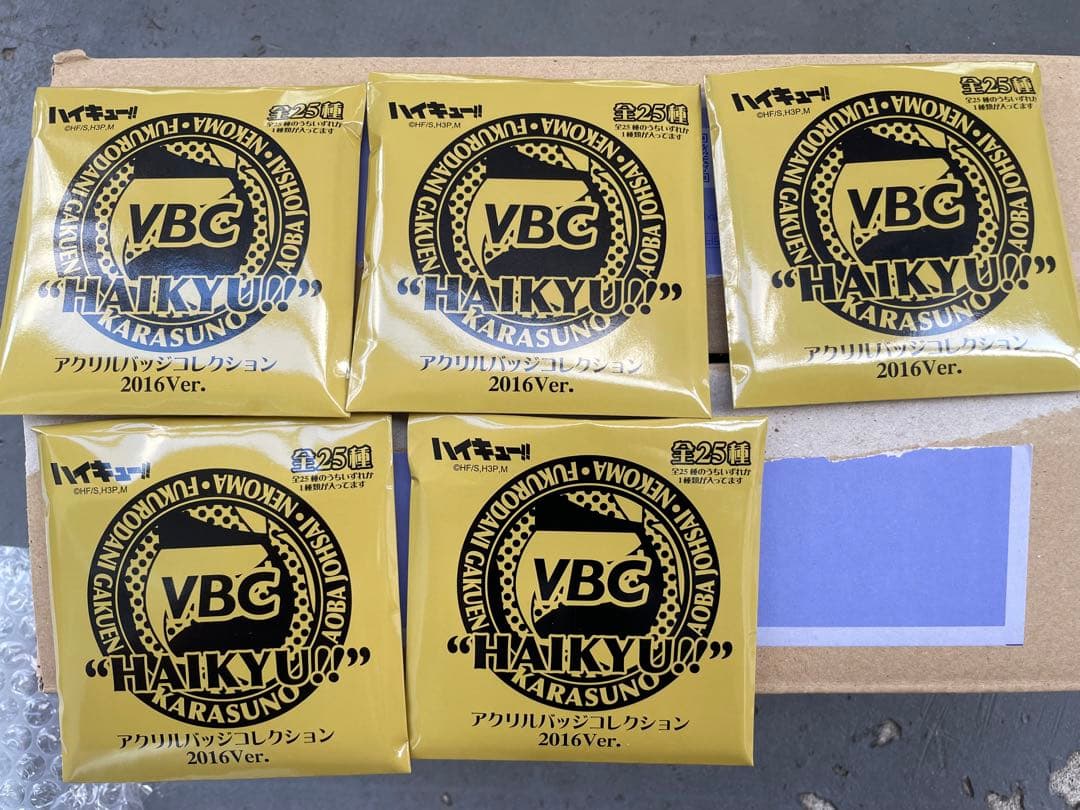 ハイキュー!!
©HF/S,H3P,M
全25種
全25種のうちいずれか
1種類が入ってます
FUKURODANI GAKUEN・NEKOMA・AOBA JOHSAI
VBC
“HAIKYU!!”
KARASUNO
アクリルバッジコレクション
2016Ver.
ハイキュー!!
©HF/S,H3P,M
全25種
全25種のうちいずれか
1種類が入ってます
FUKURODANI GAKUEN・NEKOMA・AOBA JOHSAI
VBC
“HAIKYU!!”
KARASUNO
アクリルバッジコレクション
2016Ver.
ハイキュー!!
©HF/S,H3P,M
全25種
全25種のうちいずれか
1種類が入ってます
FUKURODANI GAKUEN・NEKOMA・AOBA JOHSAI
VBC
“HAIKYU!!”
KARASUNO
アクリルバッジコレクション
2016Ver.
ハイキュー!!
©HF/S,H3P,M
全25種
全25種のうちいずれか
1種類が入ってます
FUKURODANI GAKUEN・NEKOMA・AOBA JOHSAI
VBC
“HAIKYU!!”
KARASUNO
アクリルバッジコレクション
2016Ver.
ハイキュー!!
©HF/S,H3P,M
全25種
全25種のうちいずれか
1種類が入ってます
FUKURODANI GAKUEN・NEKOMA・AOBA JOHSAI
VBC
“HAIKYU!!”
KARASUNO
アクリルバッジコレクション
2016Ver.